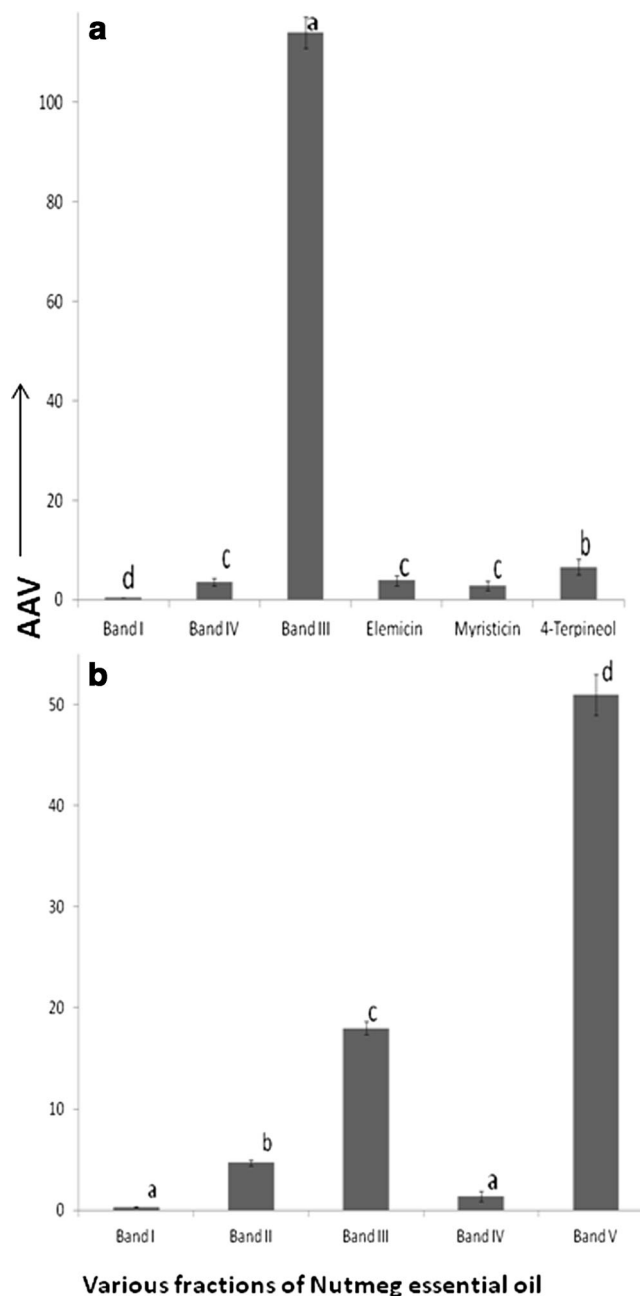 a
a
100
80
60
40
20
b
d
c
c
c
0
Band I Band IV Band III Elemicin Myristicin 4-Terpineol
AAV
b
d
50
40
30
20
c
10
b
a
a
0
Band I Band II Band III Band IV Band V
Various fractions of Nutmeg essential oil